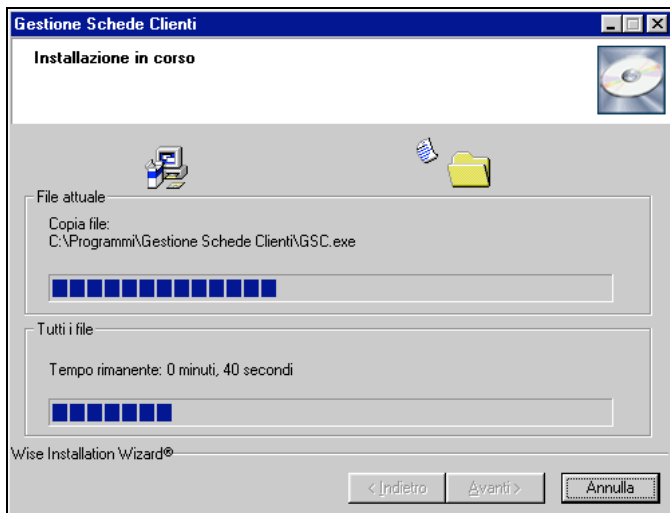 Gestione Schede Clienti
Installazione in corso
File attuale
Copia file:
C:\Programmi\Gestione Schede Clienti\GSC.exe
Tutti i file
Tempo rimanente: 0 minuti, 40 secondi
Wise Installation Wizard®
< Indietro
Avanti >
Annulla